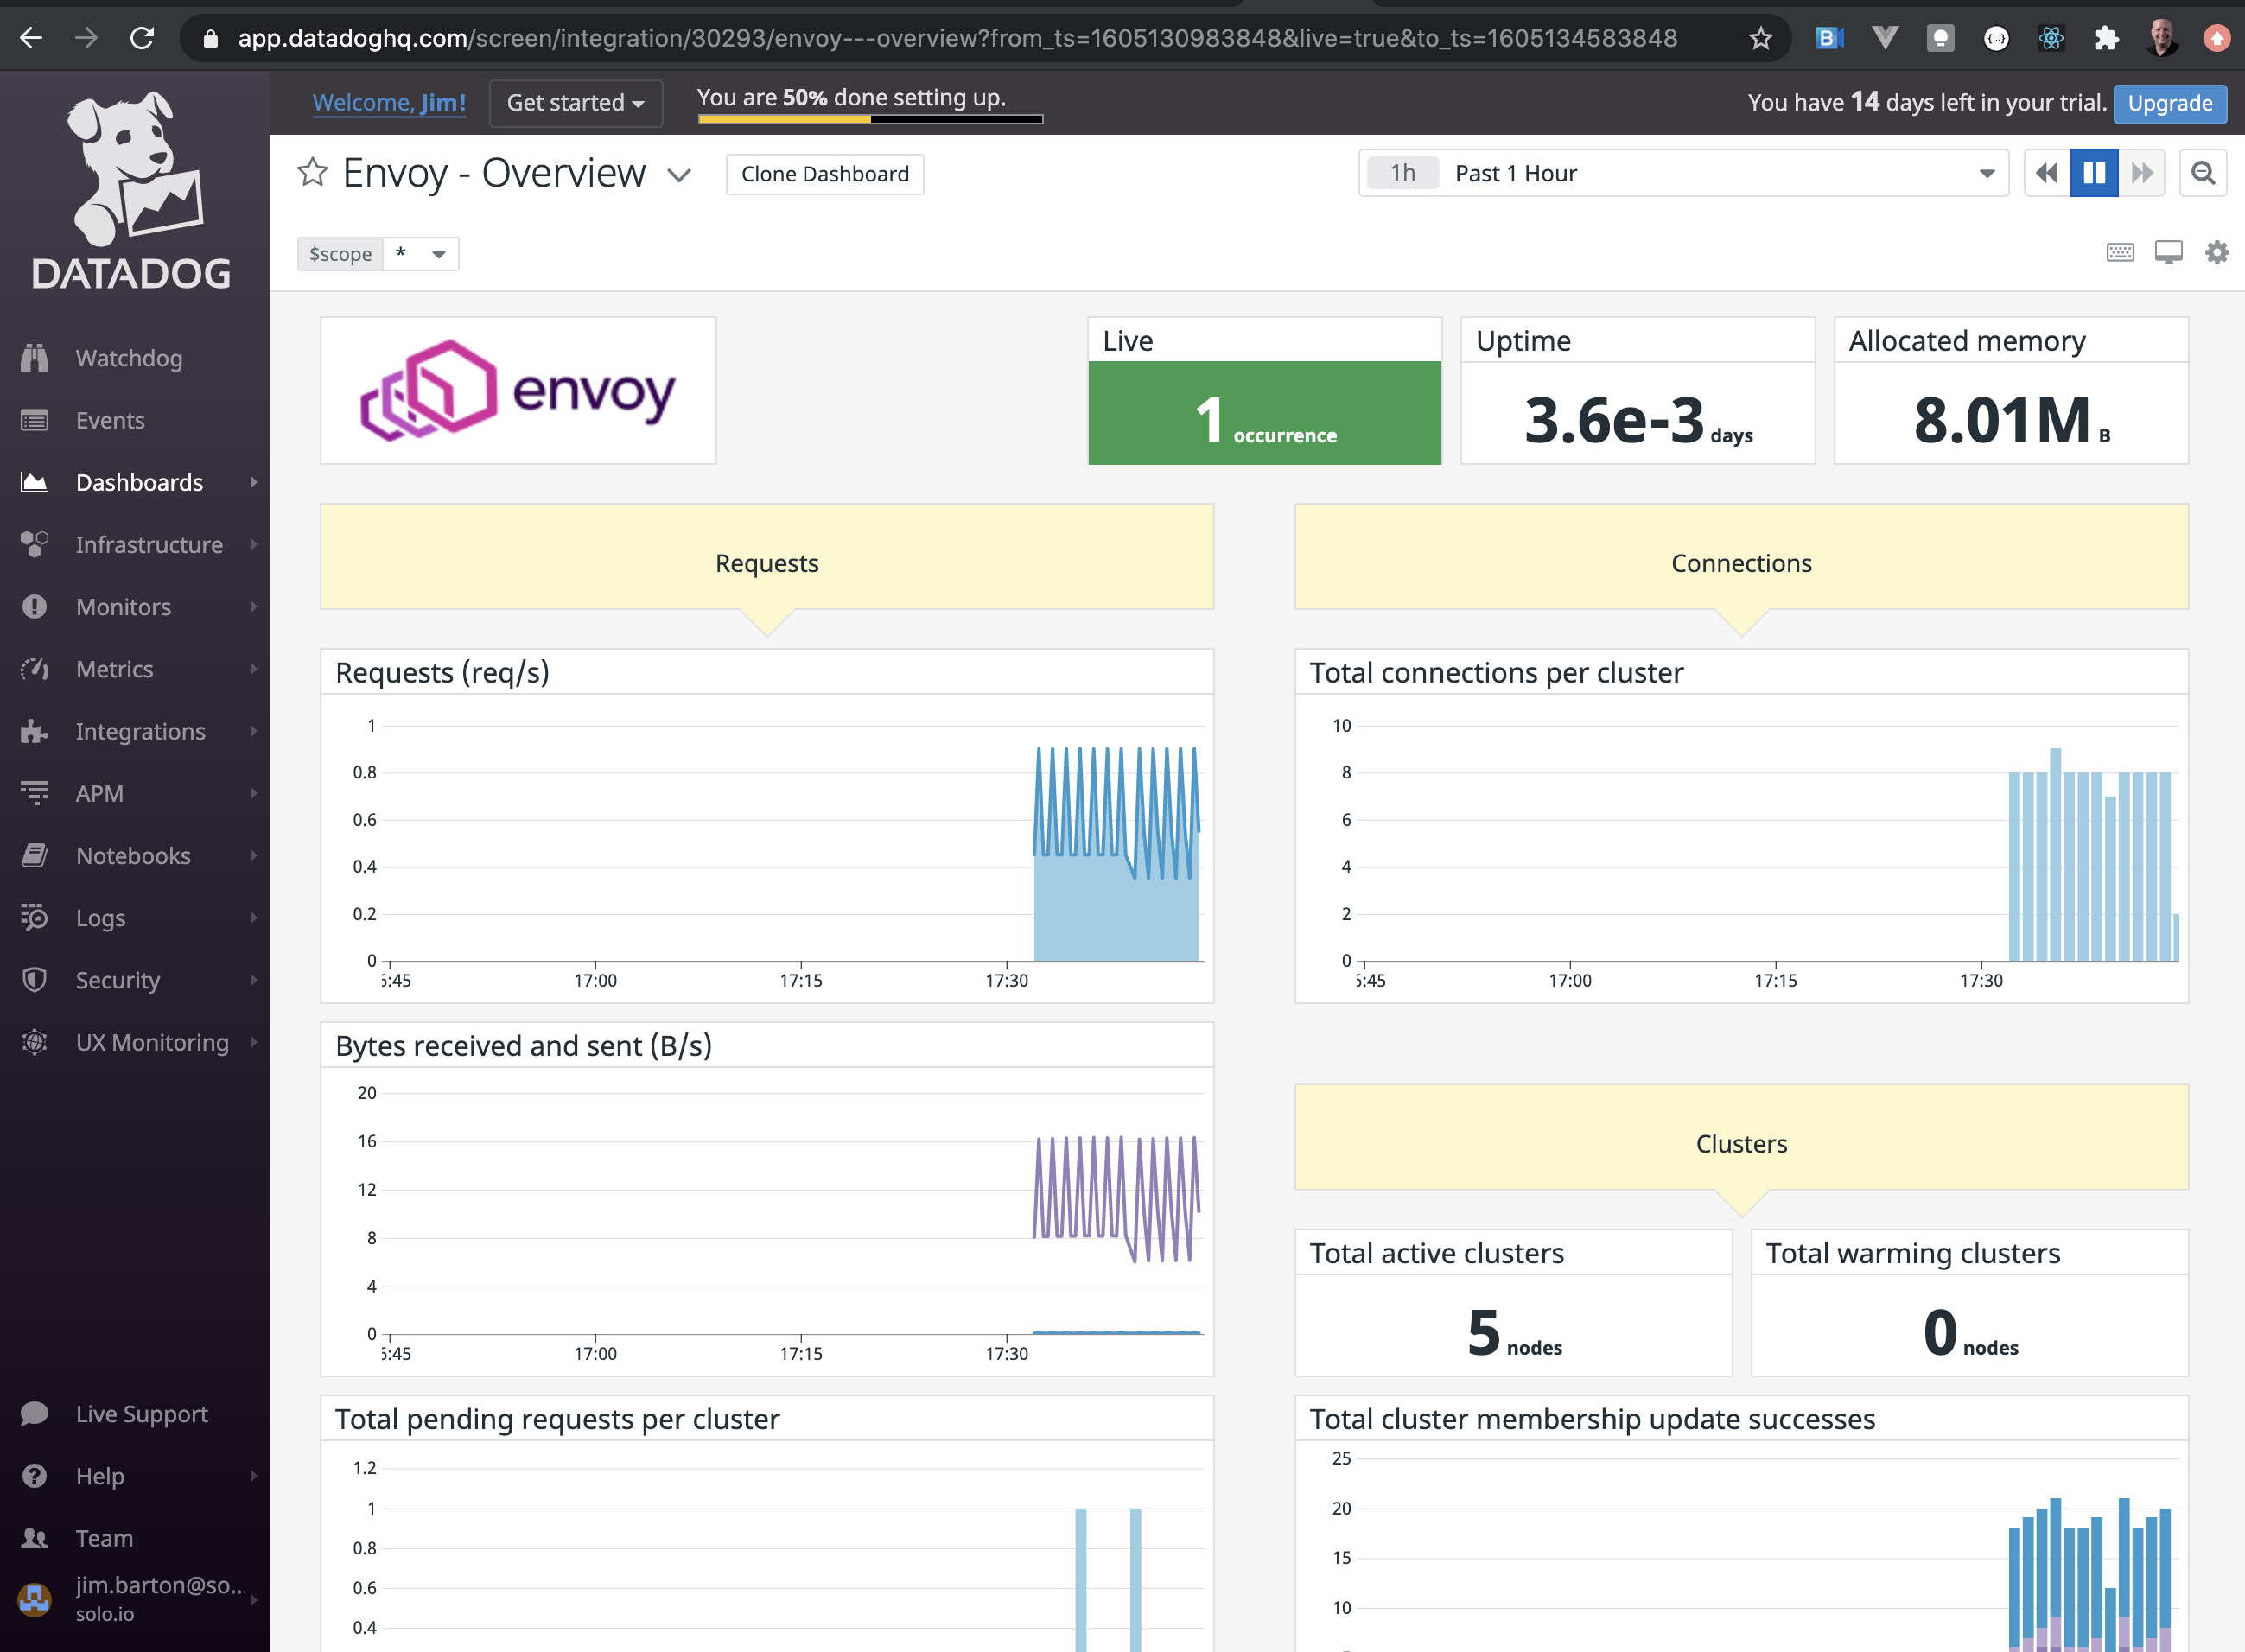 app.datadoghq.com/screen/integration/30293/envoy---overview?from_ts=1605130983848&live=true&to_ts=1605134583848
DATADOG
Welcome, Jim!
Get started
You are 50% done setting up.
You have 14 days left in your trial.
Upgrade
Envoy - Overview
Clone Dashboard
1h
Past 1 Hour
$scope
*
Watchdog
Events
Dashboards
Infrastructure
Monitors
Metrics
Integrations
APM
Notebooks
Logs
Security
UX Monitoring
Live Support
Help
Team
jim.barton@so...
solo.io
envoy
Live
1 occurrence
Uptime
3.6e-3 days
Allocated memory
8.01M B
Requests
Requests (req/s)
1
0.8
0.6
0.4
0.2
0
5:45 17:00 17:15 17:30
Bytes received and sent (B/s)
20
16
12
8
4
0
5:45 17:00 17:15 17:30
Total pending requests per cluster
1.2
1
0.8
0.6
0.4
Connections
Total connections per cluster
10
8
6
4
2
0
5:45 17:00 17:15 17:30
Clusters
Total active clusters
5 nodes
Total warming clusters
0 nodes
Total cluster membership update successes
25
20
15
10